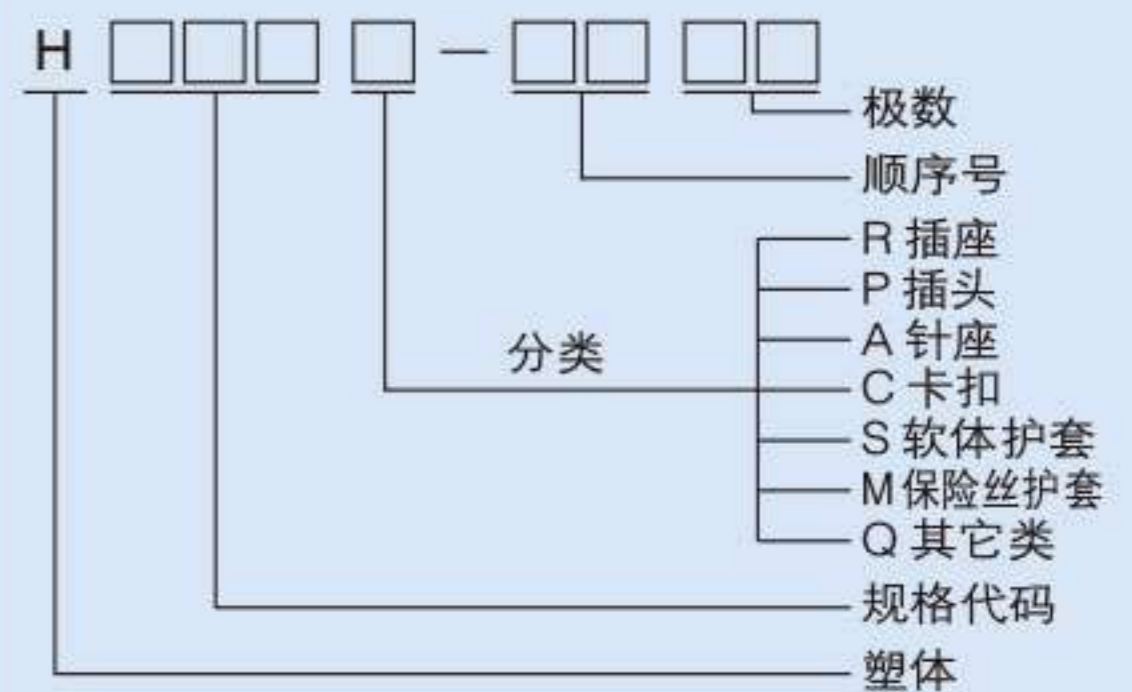 H □□□ □ — □□ □□
极数
顺序号
R 插座
P 插头
A 针座
分类
C 卡扣
S 软体护套
M 保险丝护套
Q 其它类
规格代码
塑体